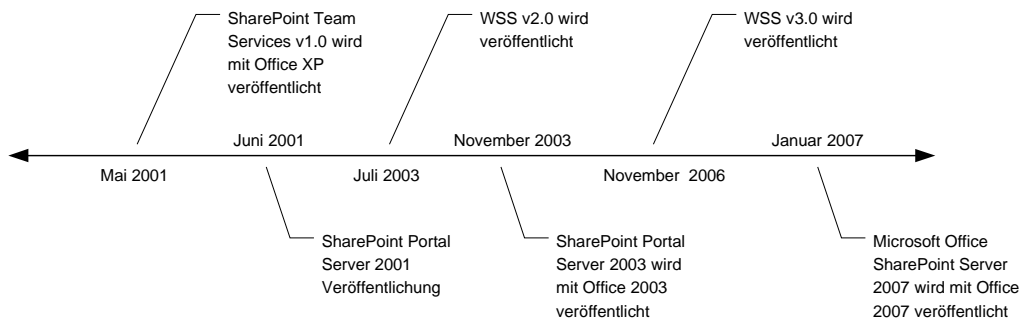 SharePoint Team
Services v1.0 wird
mit Office XP
veröffentlicht
WSS v2.0 wird
veröffentlicht
WSS v3.0 wird
veröffentlicht
Juni 2001
November 2003
Januar 2007
Mai 2001
Juli 2003
November 2006
SharePoint Portal
Server 2001
Veröffentlichung
SharePoint Portal
Server 2003 wird
mit Office 2003
veröffentlicht
Microsoft Office
SharePoint Server
2007 wird mit Office
2007 veröffentlicht